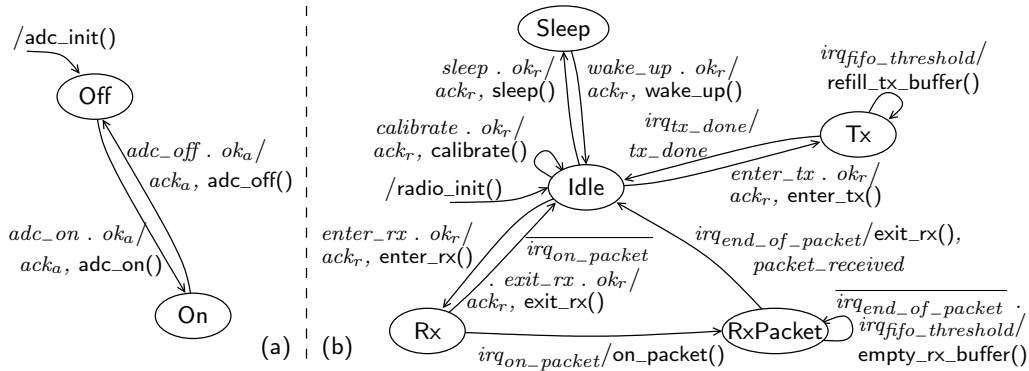 /adc_init()
Off
adc_off . ok_a/
ack_a, adc_off()
adc_on . ok_a/
ack_a, adc_on()
On
(a)
Sleep
sleep . ok_r/
ack_r, sleep()
wake_up . ok_r/
ack_r, wake_up()
irq_fifo_threshold/
refill_tx_buffer()
Tx
calibrate . ok_r/
ack_r, calibrate()
irq_tx_done/
tx_done
/radio_init()
Idle
enter_tx . ok_r/
ack_r, enter_tx()
enter_rx . ok_r/
ack_r, enter_rx()
irq_on_packet
. exit_rx . ok_r/
ack_r, exit_rx()
irq_end_of_packet/exit_rx(),
packet_received
Rx
RxPacket
irq_end_of_packet .
irq_fifo_threshold/
empty_rx_buffer()
irq_on_packet/on_packet()
(b)